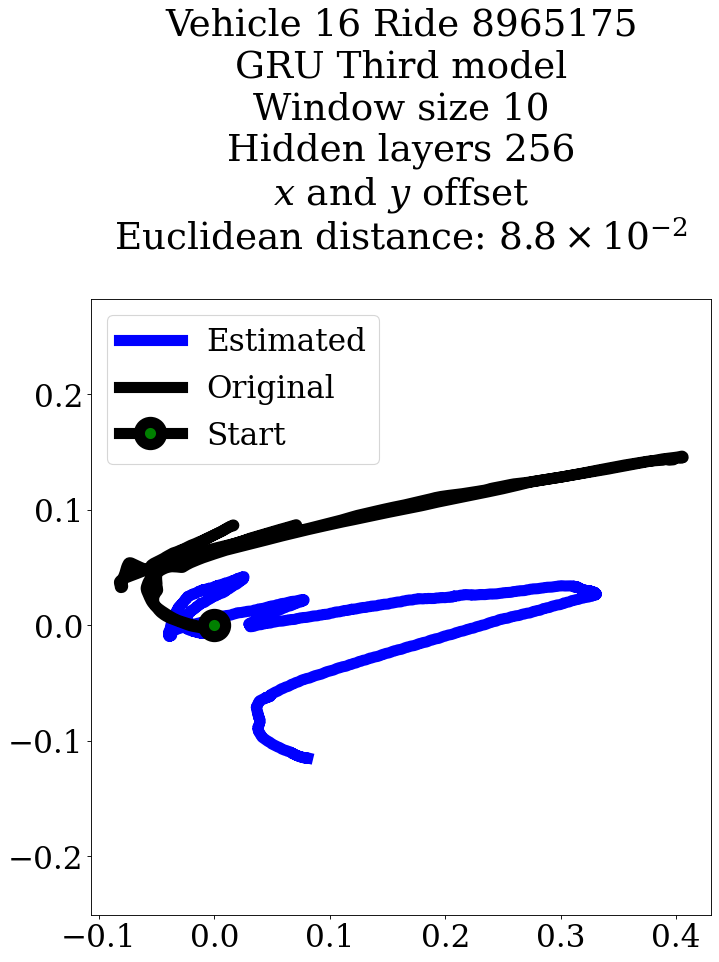 Vehicle 16 Ride 8965175
GRU Third model
Window size 10
Hidden layers 256
x and y offset
Euclidean distance: 8.8 × 10⁻²
Estimated
Original
Start
0.2
0.1
0.0
−0.1
−0.2
−0.1 0.0 0.1 0.2 0.3 0.4